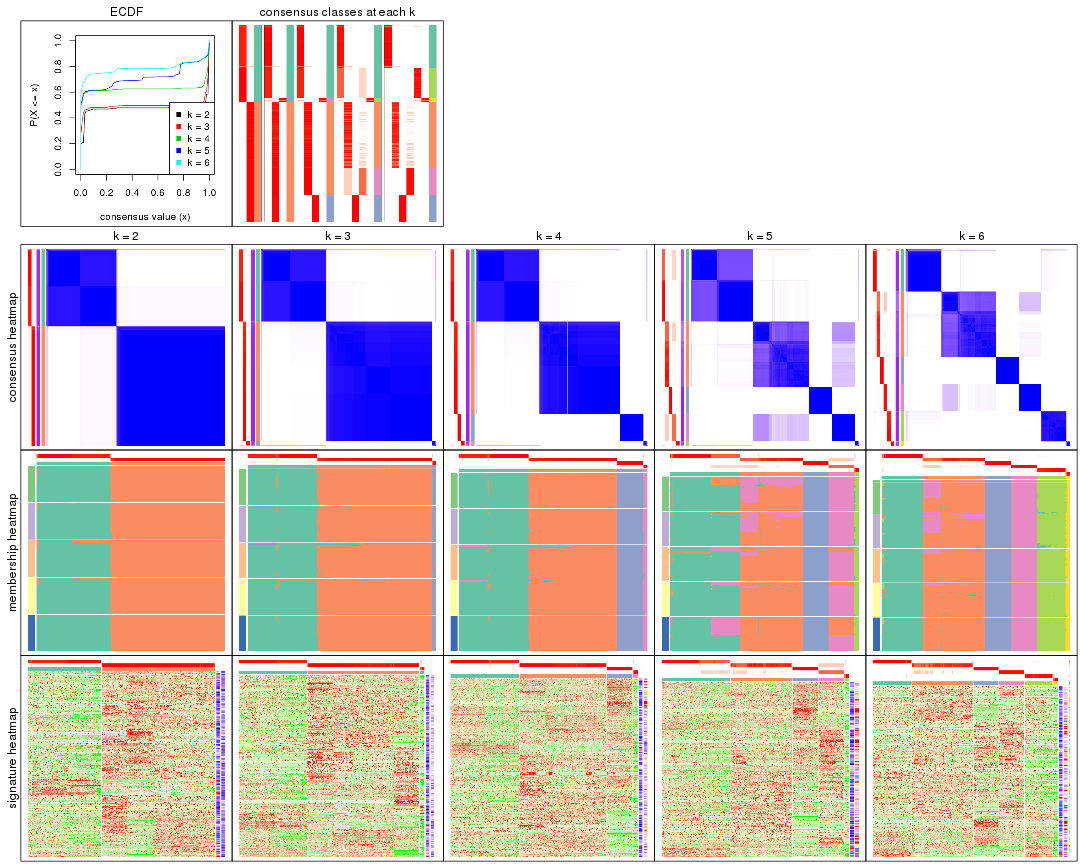 ECDF
consensus classes at each k
P(X <= x)
0.0 0.2 0.4 0.6 0.8 1.0
k = 2
k = 3
k = 4
k = 5
k = 6
0.0 0.2 0.4 0.6 0.8 1.0
consensus value (x)
k = 2
k = 3
k = 4
k = 5
k = 6
consensus heatmap
membership heatmap
signature heatmap